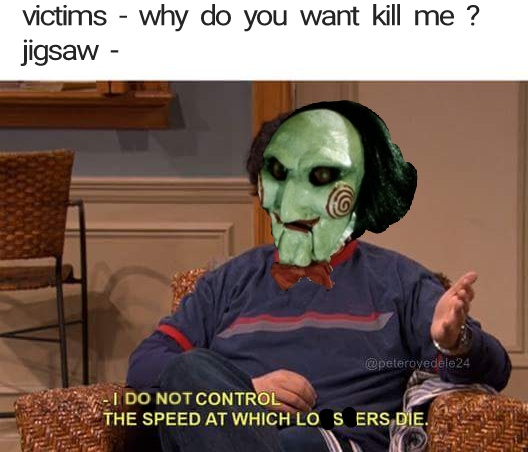 victims - why do you want kill me ?
jigsaw -
@peteroyedele24
- I DO NOT CONTROL
THE SPEED AT WHICH LO S ERS DIE.